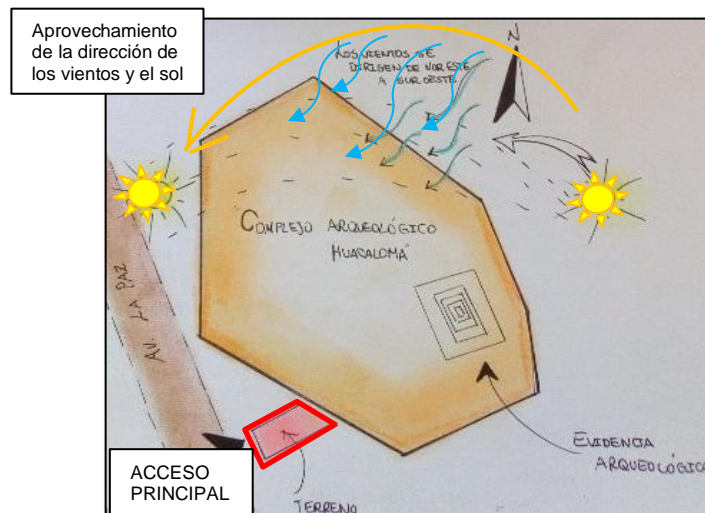 Aprovechamiento
de la dirección de
los vientos y el sol
LOS VIENTOS SE
DIRIGEN DE NORESTE
A SUROESTE
N
COMPLEJO ARQUEOLÓGICO
HUACALOMA
AV. LA PAZ
EVIDENCIA
ARQUEOLÓGICA
ACCESO
PRINCIPAL
TERRENO